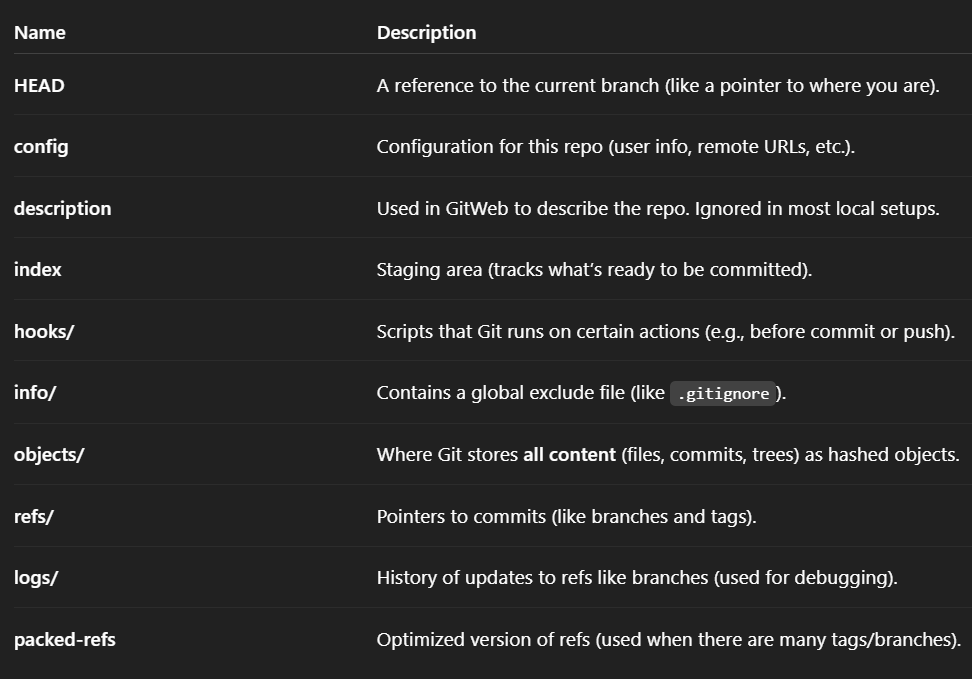 Name Description
HEAD A reference to the current branch (like a pointer to where you are).
config Configuration for this repo (user info, remote URLs, etc.).
description Used in GitWeb to describe the repo. Ignored in most local setups.
index Staging area (tracks what’s ready to be committed).
hooks/ Scripts that Git runs on certain actions (e.g., before commit or push).
info/ Contains a global exclude file (like .gitignore).
objects/ Where Git stores all content (files, commits, trees) as hashed objects.
refs/ Pointers to commits (like branches and tags).
logs/ History of updates to refs like branches (used for debugging).
packed-refs Optimized version of refs (used when there are many tags/branches).